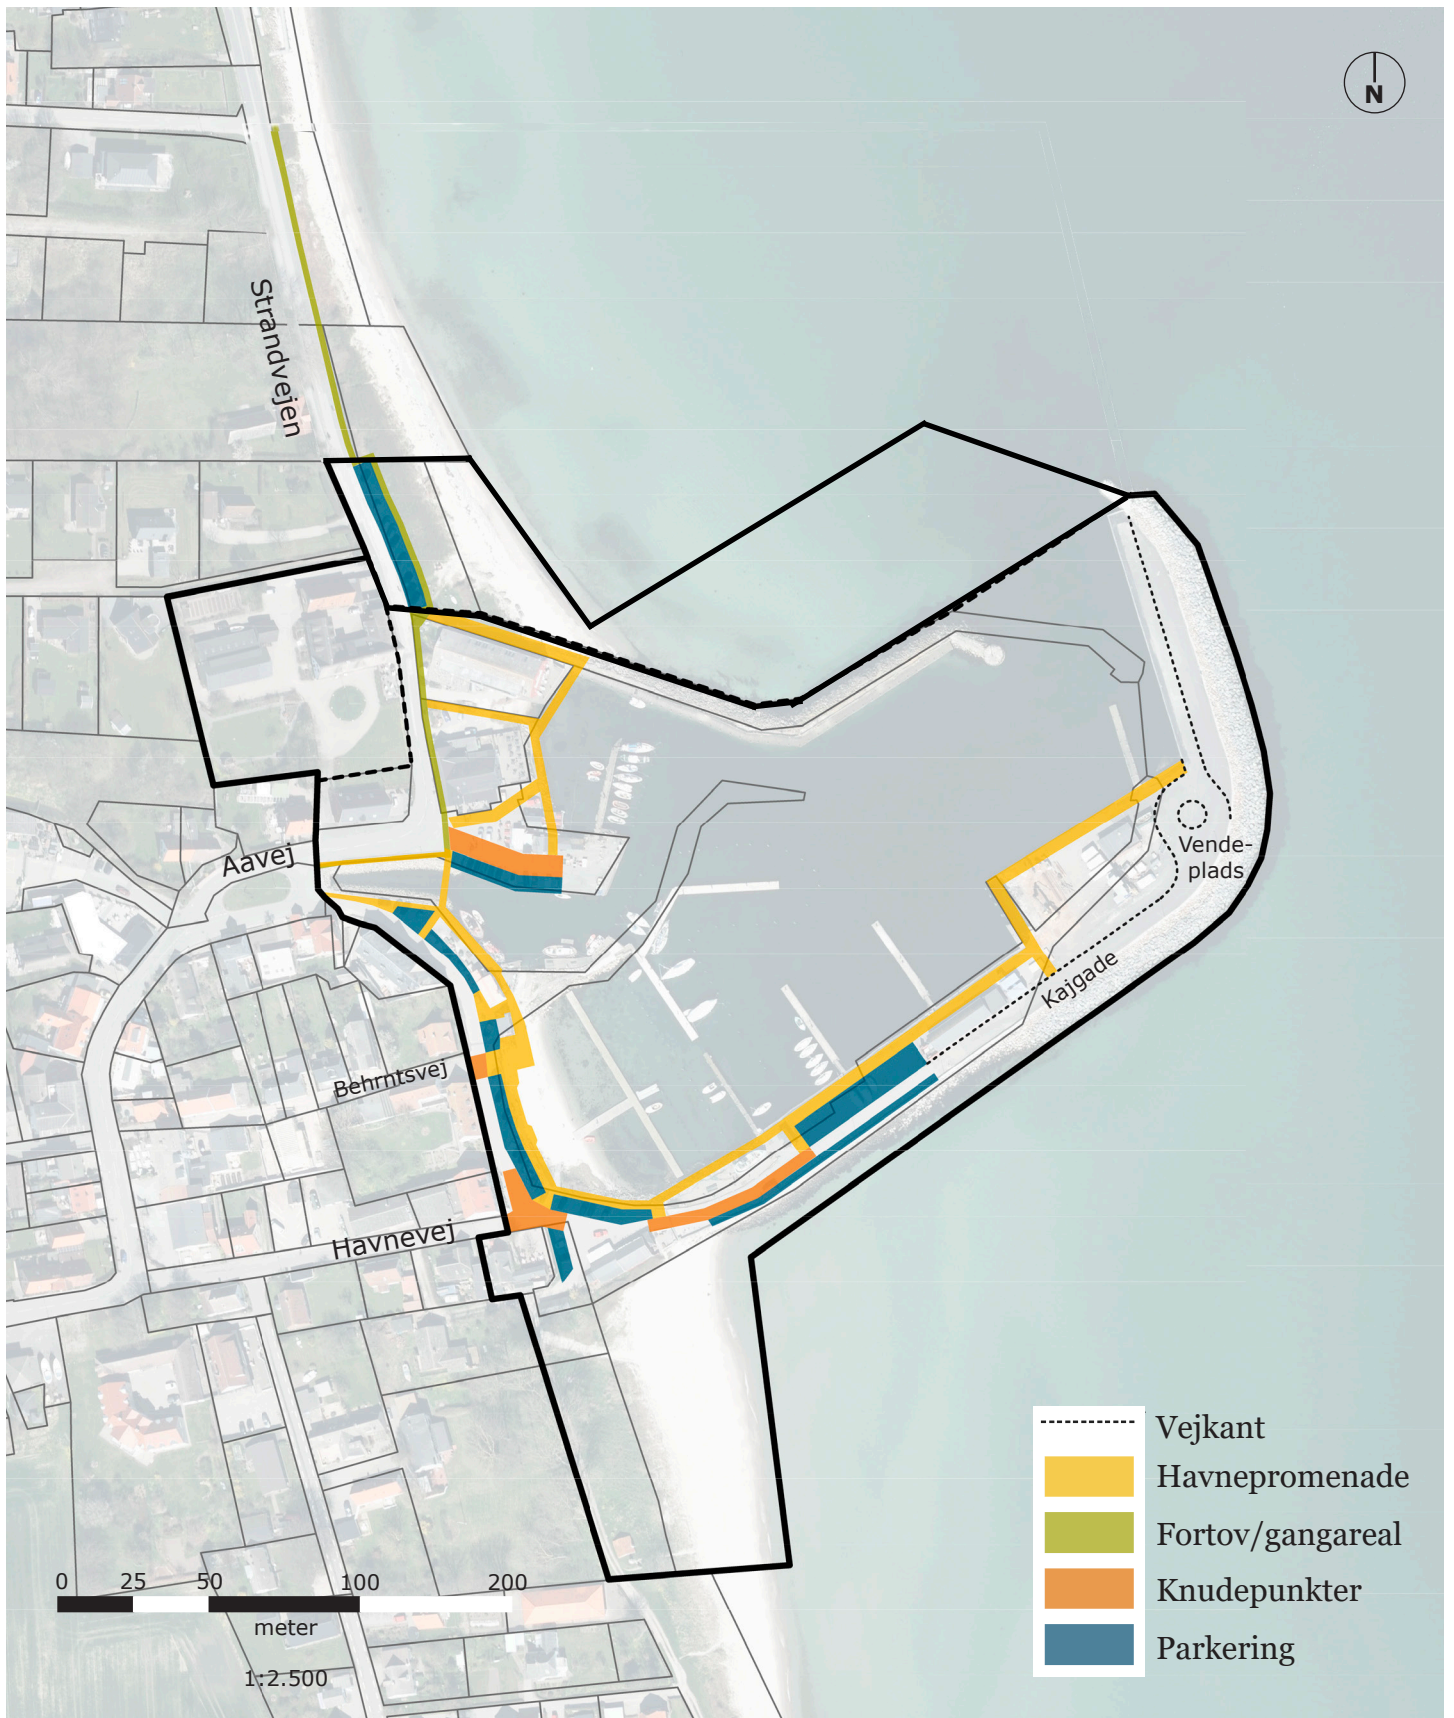 N
Strandvejen
Aavej
Vende-
plads
Kajgade
Behrntsvej
Havnevej
Vejkant
Havnepromenade
Fortov/gangareal
Knudepunkter
Parkering
0 25 50 100 200
meter
1:2.500